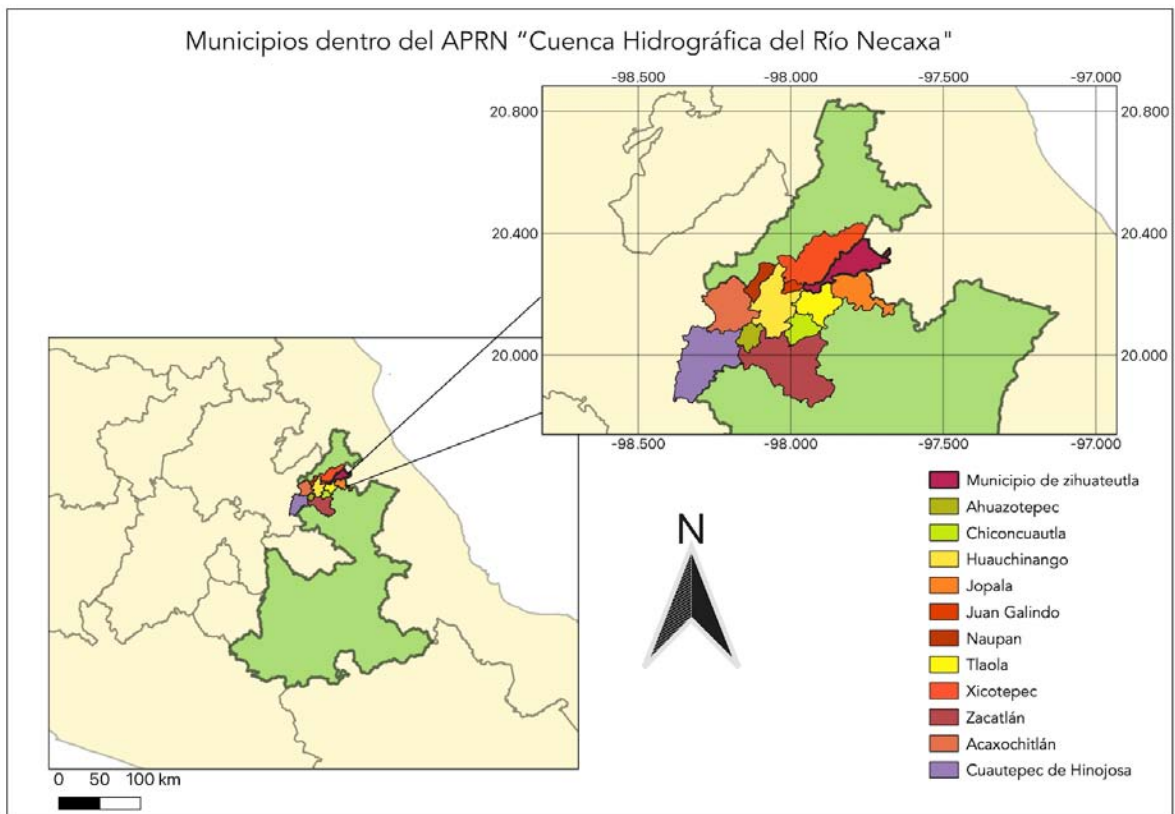 Municipios dentro del APRN “Cuenca Hidrográfica del Río Necaxa"
-98.500 -98.000 -97.500 -97.000
20.800 20.800
20.400 20.400
20.000 20.000
-98.500 -98.000 -97.500 -97.000
Municipio de zihuateutla
Ahuazotepec
Chiconcuautla
Huauchinango
Jopala
Juan Galindo
Naupan
Tlaola
Xicotepec
Zacatlán
Acaxochitlán
Cuautepec de Hinojosa
N
0 50 100 km